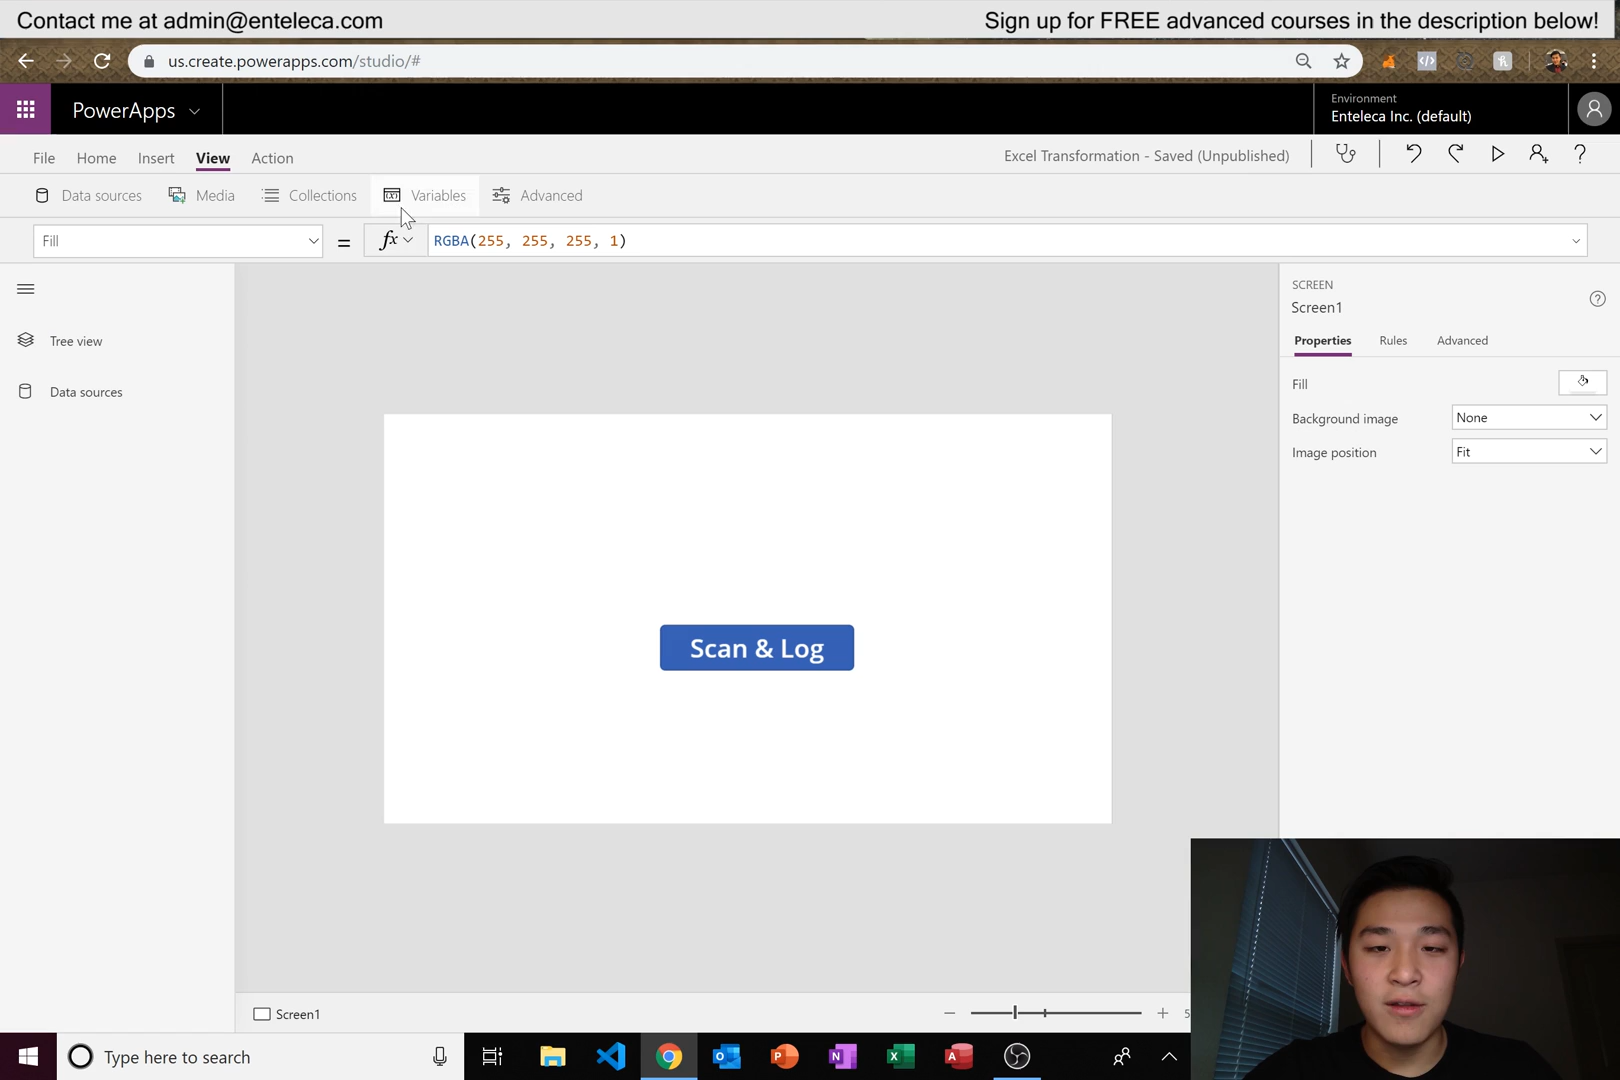 Contact me at admin@enteleca.com
Sign up for FREE advanced courses in the description below!
us.create.powerapps.com/studio/#
PowerApps
Environment
Enteleca Inc. (default)
File Home Insert View Action
Excel Transformation - Saved (Unpublished)
Data sources Media Collections Variables Advanced
Fill = fx RGBA(255, 255, 255, 1)
Tree view
Data sources
Scan & Log
SCREEN
Screen1
Properties Rules Advanced
Fill
Background image None
Image position Fit
Screen1
5
Type here to search